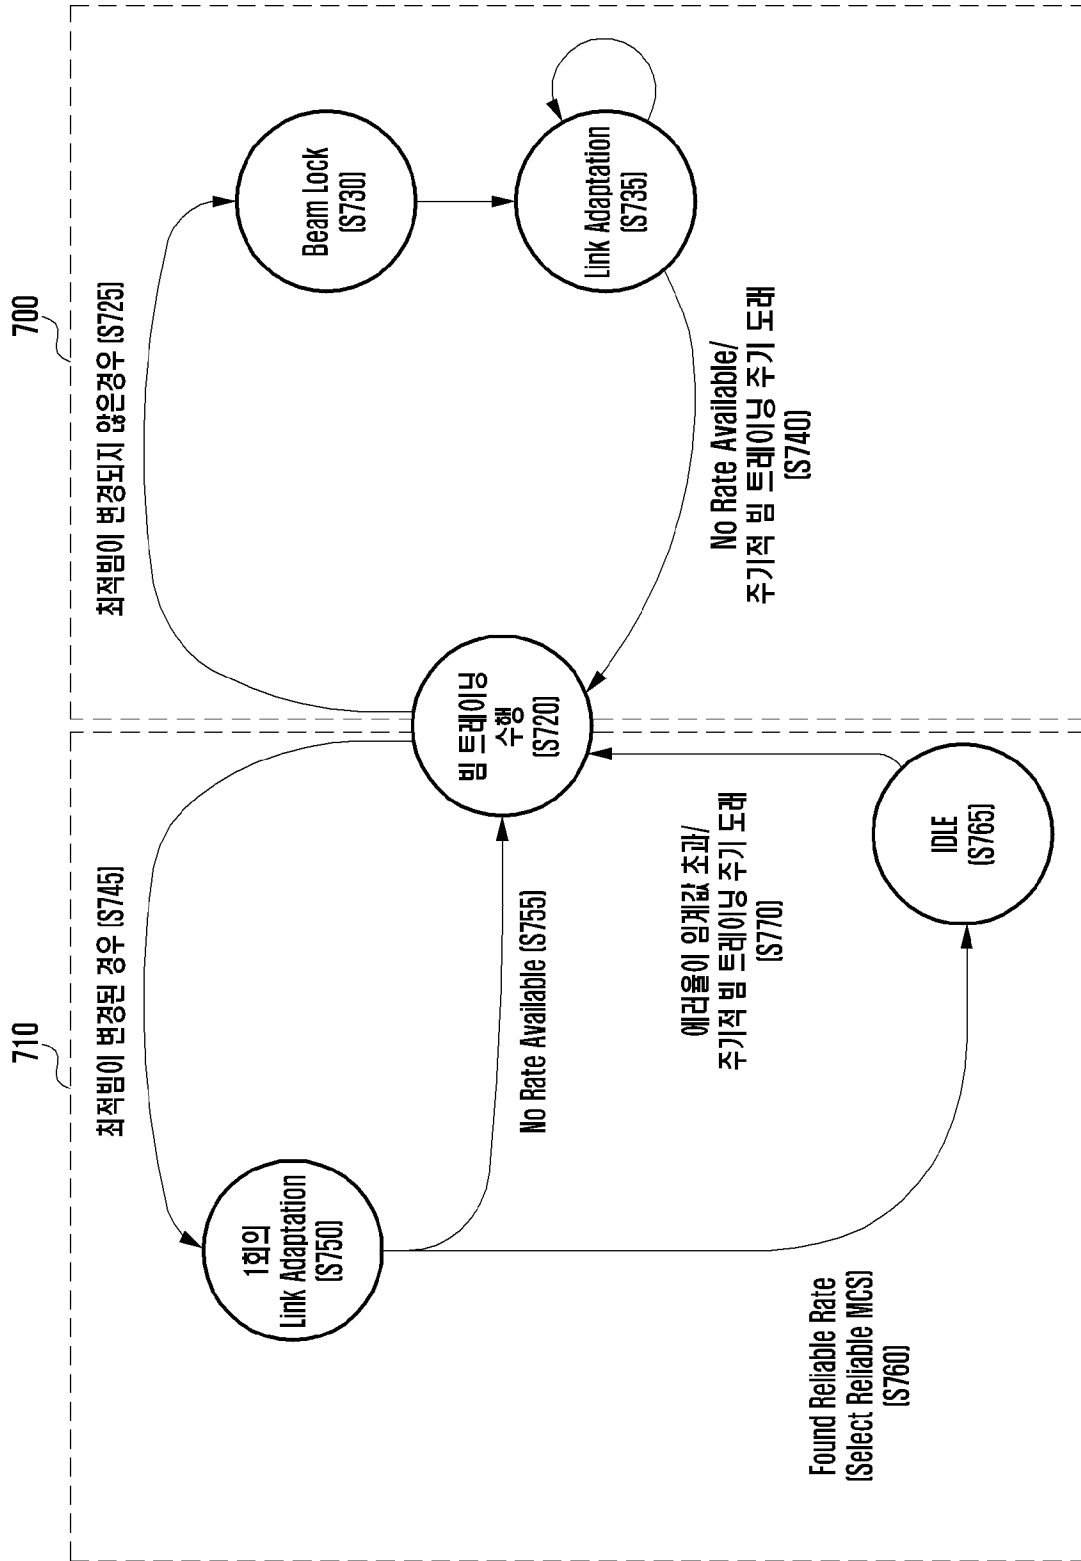 710
700
최적빔이 변경된 경우 (S745)
최적빔이 변경되지 않은경우 (S725)
1회의
Link Adaptation
(S750)
빔 트레이닝
수행
(S720)
Beam Lock
(S730)
No Rate Available (S755)
Link Adaptation
(S735)
에러율이 임계값 초과/
주기적 빔 트레이닝 주기 도래
(S770)
No Rate Available/
주기적 빔 트레이닝 주기 도래
(S740)
Found Reliable Rate
(Select Reliable MCS)
(S760)
IDLE
(S765)